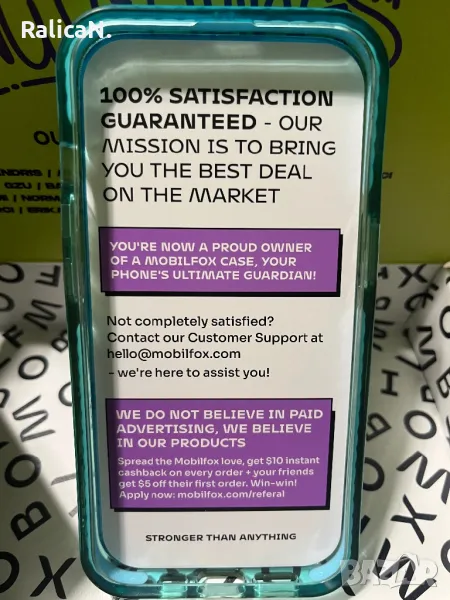 RalicaN.
100% SATISFACTION
GUARANTEED - OUR
MISSION IS TO BRING
YOU THE BEST DEAL
ON THE MARKET
YOU'RE NOW A PROUD OWNER
OF A MOBILFOX CASE, YOUR
PHONE'S ULTIMATE GUARDIAN!
Not completely satisfied?
Contact our Customer Support at
hello@mobilfox.com
- we're here to assist you!
WE DO NOT BELIEVE IN PAID
ADVERTISING, WE BELIEVE
IN OUR PRODUCTS
Spread the Mobilfox love, get $10 instant
cashback on every order + your friends
get $5 off their first order. Win-win!
Apply now: mobilfox.com/referal
STRONGER THAN ANYTHING
BAZAR